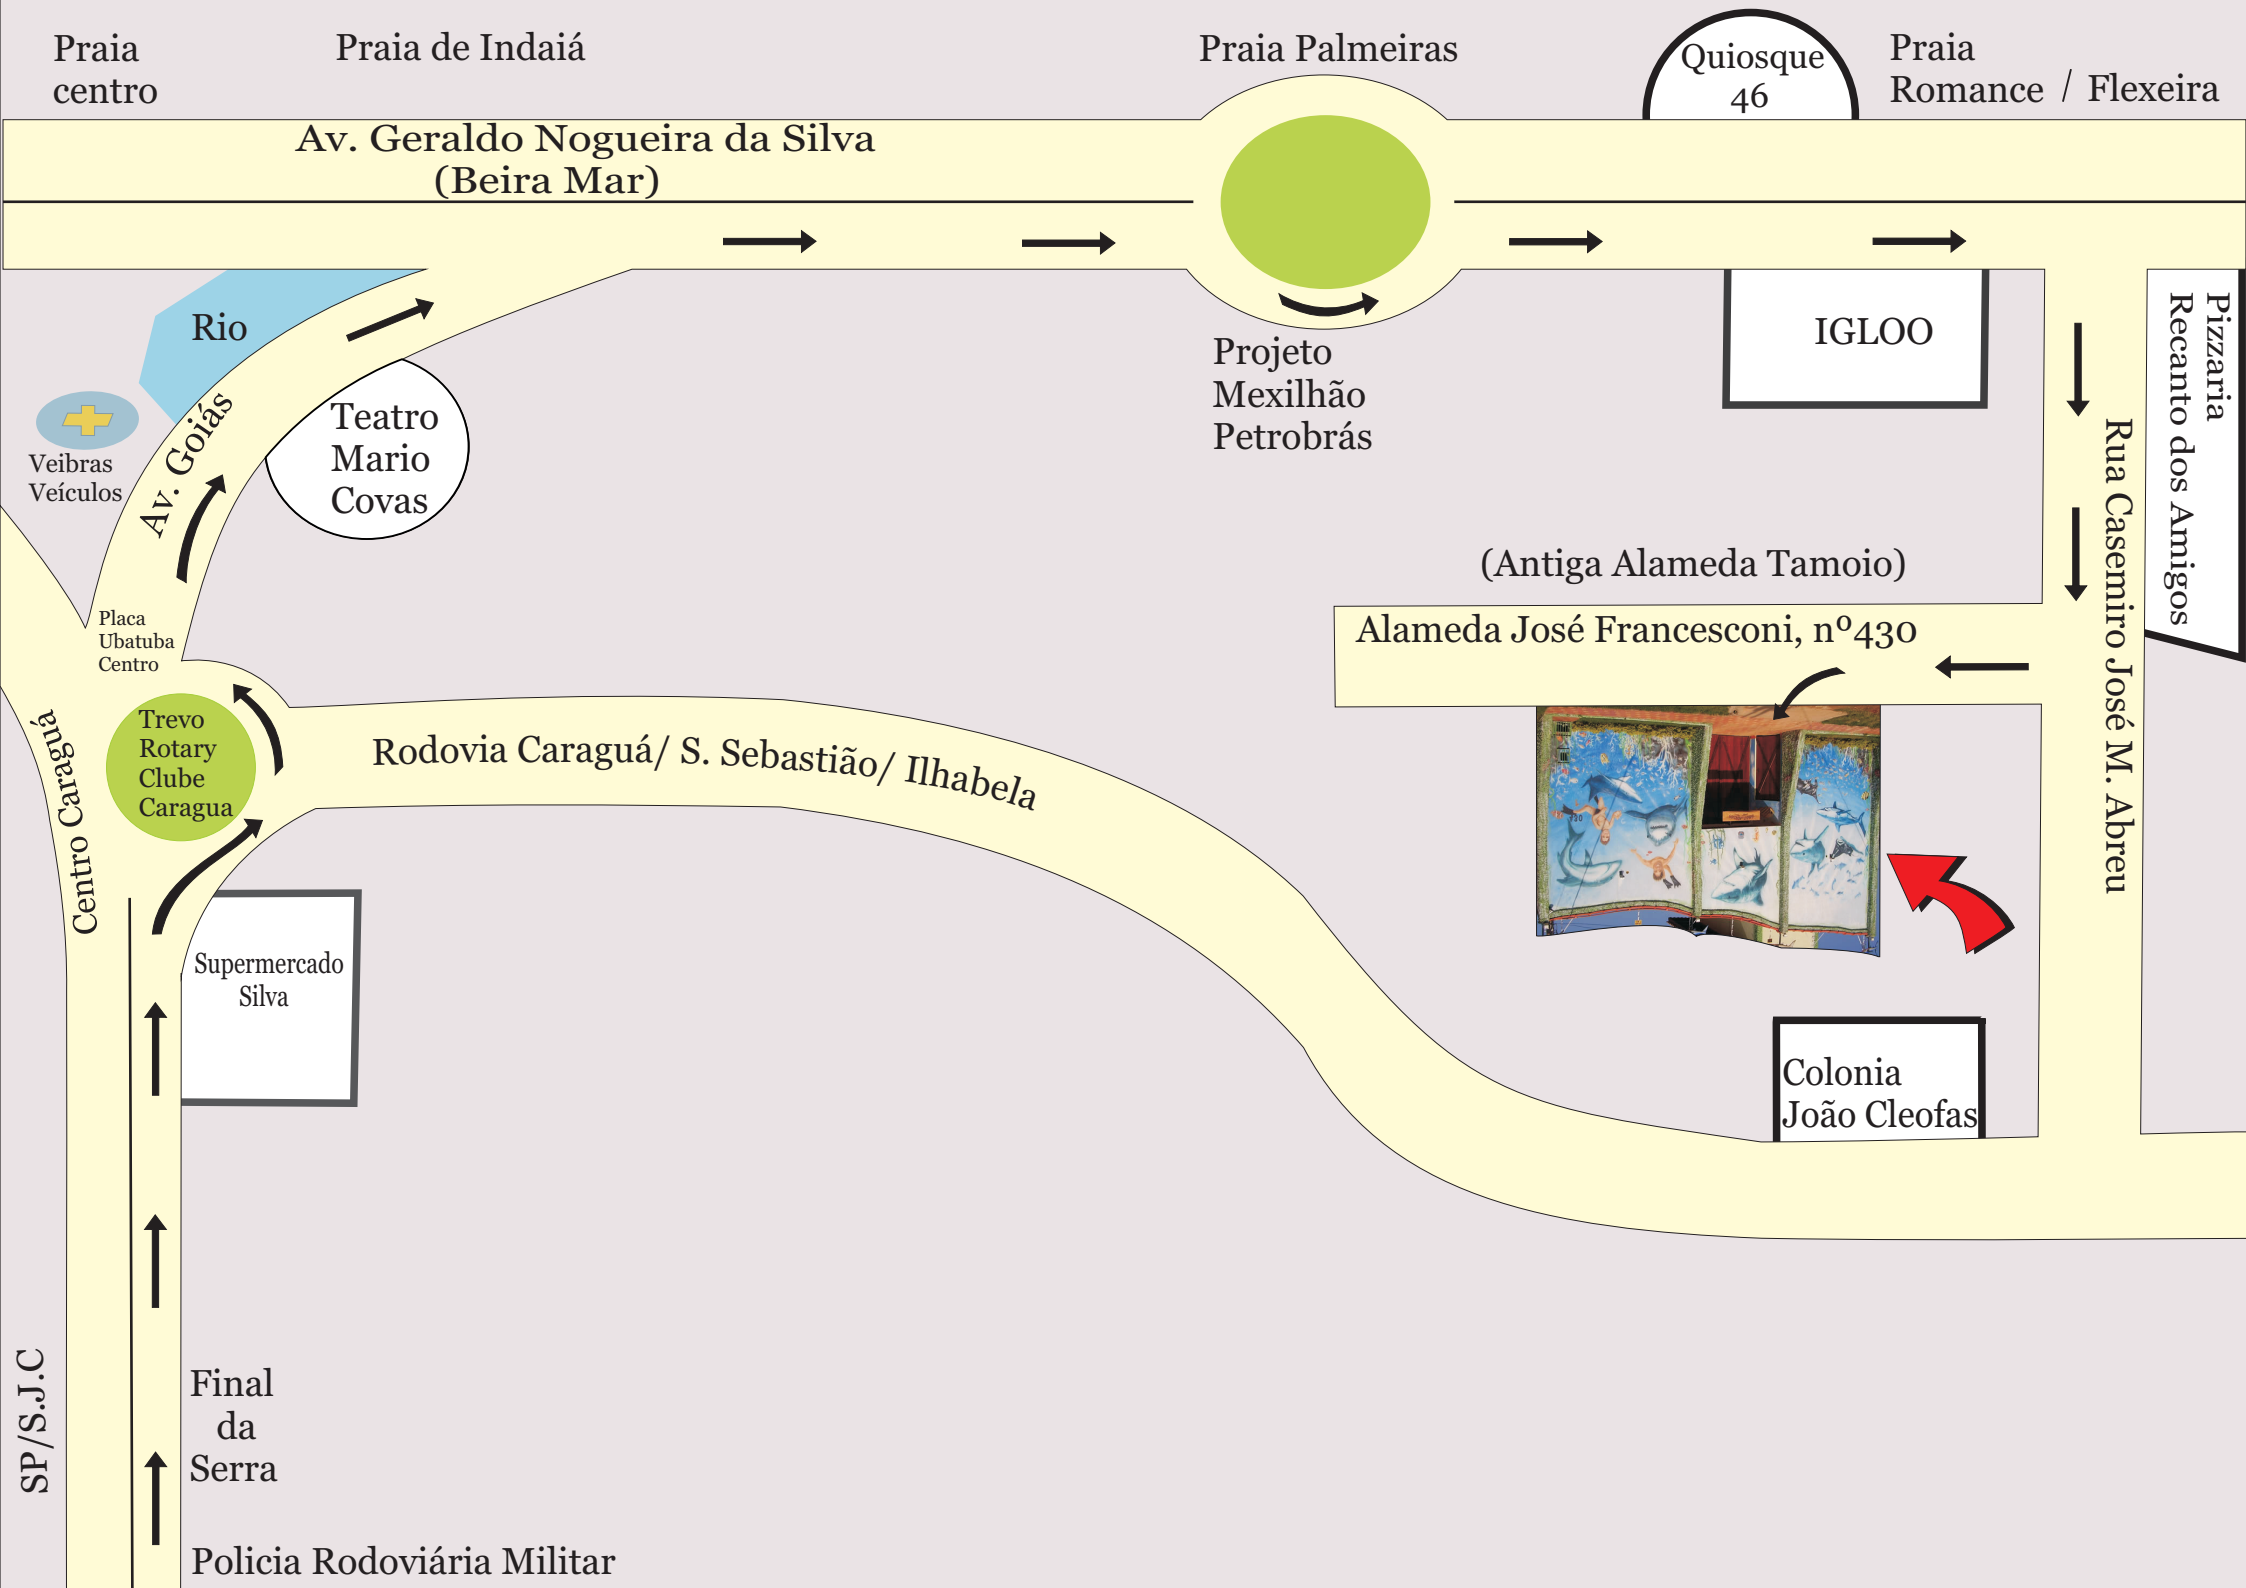 Praia
centro
Praia de Indaiá
Praia Palmeiras
Quiosque
46
Praia
Romance / Flexeira
Av. Geraldo Nogueira da Silva
(Beira Mar)
Rio
IGLOO
Pizzaria
Recanto dos Amigos
Projeto
Mexilhão
Petrobrás
Teatro
Mario
Covas
Av. Goiás
Veibras
Veículos
Rua Casemiro José M. Abreu
(Antiga Alameda Tamoio)
Alameda José Francesconi, nº430
Placa
Ubatuba
Centro
Trevo
Rotary
Clube
Caragua
Centro Caraguá
Rodovia Caraguá/ S. Sebastião/ Ilhabela
Supermercado
Silva
Colonia
João Cleofas
SP/S.J.C
Final
da
Serra
Policia Rodoviária Militar